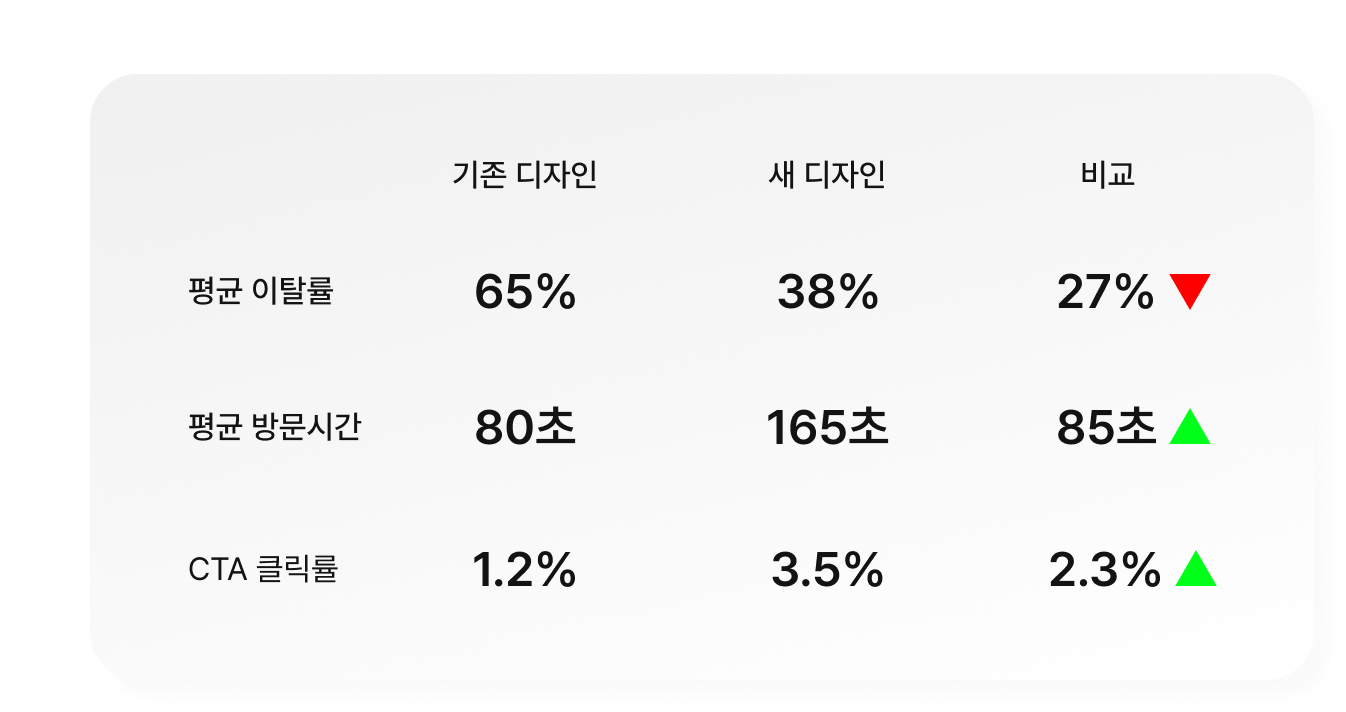 기존 디자인 새 디자인 비교
평균 이탈률 65% 38% 27% ▼
평균 방문시간 80초 165초 85초 ▲
CTA 클릭률 1.2% 3.5% 2.3% ▲